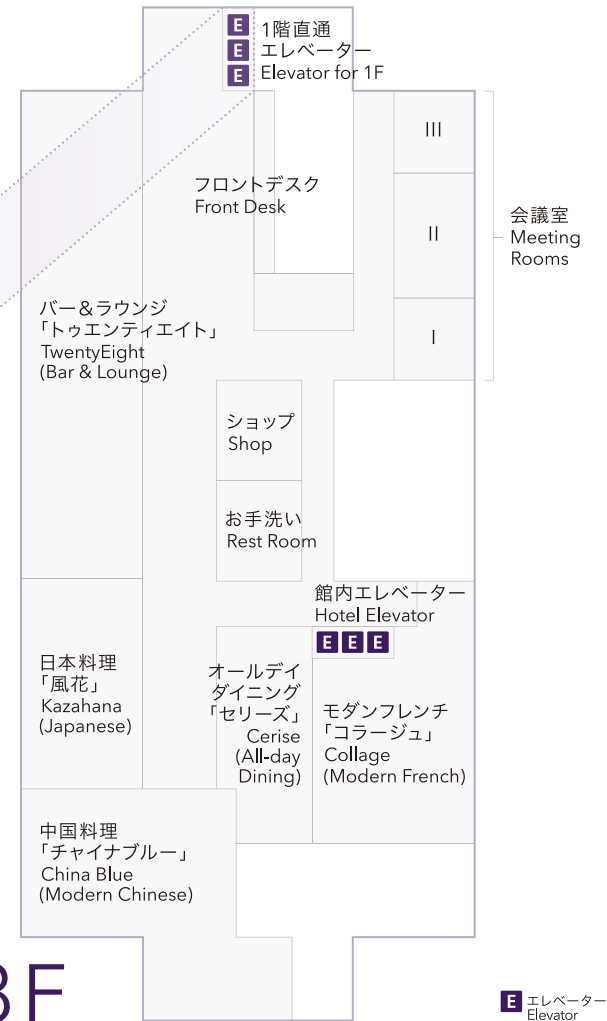 E
E
E
1階直通
エレベーター
Elevator for 1F
III
フロントデスク
Front Desk
II
会議室
Meeting
Rooms
バー&ラウンジ
「トゥエンティエイト」
TwentyEight
(Bar & Lounge)
I
ショップ
Shop
お手洗い
Rest Room
館内エレベーター
Hotel Elevator
E E E
日本料理
「風花」
Kazahana
(Japanese)
オールデイ
ダイニング
「セリーズ」
Cerise
(All-day
Dining)
モダンフレンチ
「コラージュ」
Collage
(Modern French)
中国料理
「チャイナブルー」
China Blue
(Modern Chinese)
8F
E エレベーター
Elevator